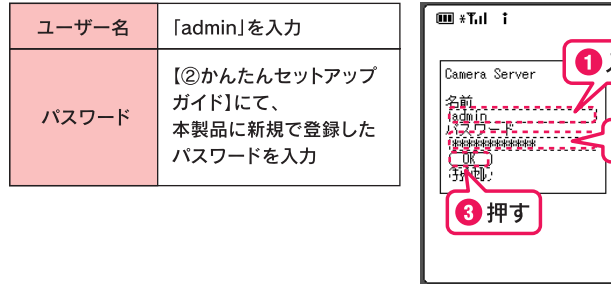 ユーザー名
「admin」を入力
パスワード
【②かんたんセットアップ
ガイド】にて、
本製品に新規で登録した
パスワードを入力
Camera Server
1
名前
admin
パスワード
************
OK
3 押す